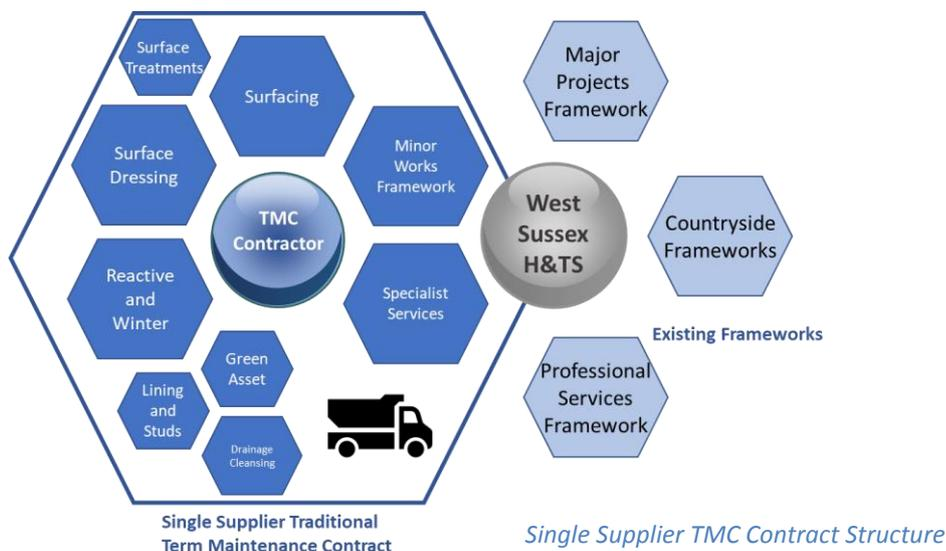 Surface
Treatments
Surfacing
Surface
Dressing
Minor
Works
Framework
TMC
Contractor
Reactive
and
Winter
Specialist
Services
Green
Asset
Lining
and
Studs
Drainage
Cleansing
Single Supplier Traditional
Term Maintenance Contract
West
Sussex
H&TS
Major
Projects
Framework
Countryside
Frameworks
Existing Frameworks
Professional
Services
Framework
Single Supplier TMC Contract Structure